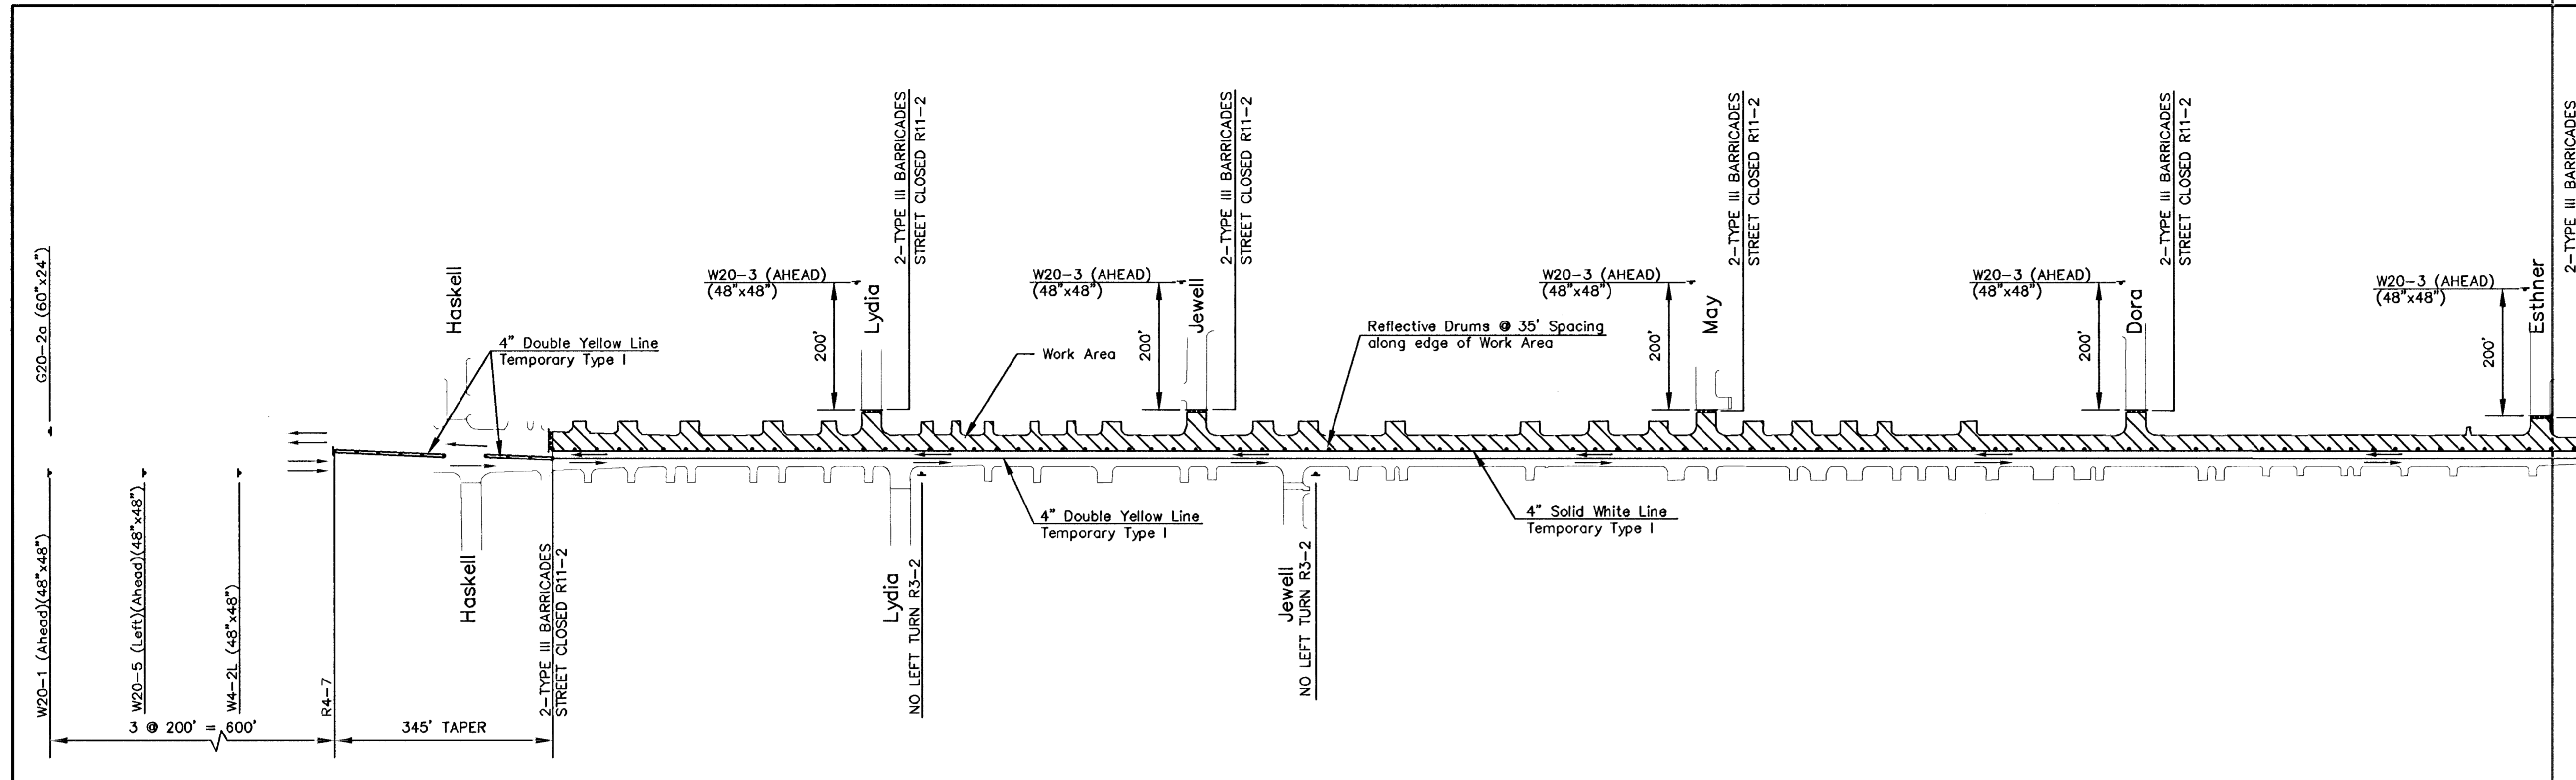 G20-2a (60"x24")
W20-1 (Ahead)(48"x48")
W20-5 (Left)(Ahead)(48"x48")
W4-2L (48"x48")
R4-7
3 @ 200' = 600'
345' TAPER
Haskell
Haskell
4" Double Yellow Line
Temporary Type I
2-TYPE III BARRICADES
STREET CLOSED R11-2
W20-3 (AHEAD)
(48"x48")
200'
Lydia
2-TYPE III BARRICADES
STREET CLOSED R11-2
Lydia
NO LEFT TURN R3-2
Work Area
W20-3 (AHEAD)
(48"x48")
200'
Jewell
2-TYPE III BARRICADES
STREET CLOSED R11-2
4" Double Yellow Line
Temporary Type I
Jewell
NO LEFT TURN R3-2
Reflective Drums @ 35' Spacing
along edge of Work Area
4" Solid White Line
Temporary Type I
W20-3 (AHEAD)
(48"x48")
200'
May
2-TYPE III BARRICADES
STREET CLOSED R11-2
W20-3 (AHEAD)
(48"x48")
200'
Dora
2-TYPE III BARRICADES
STREET CLOSED R11-2
W20-3 (AHEAD)
(48"x48")
200'
Esthner
2-TYPE III BARRICADES